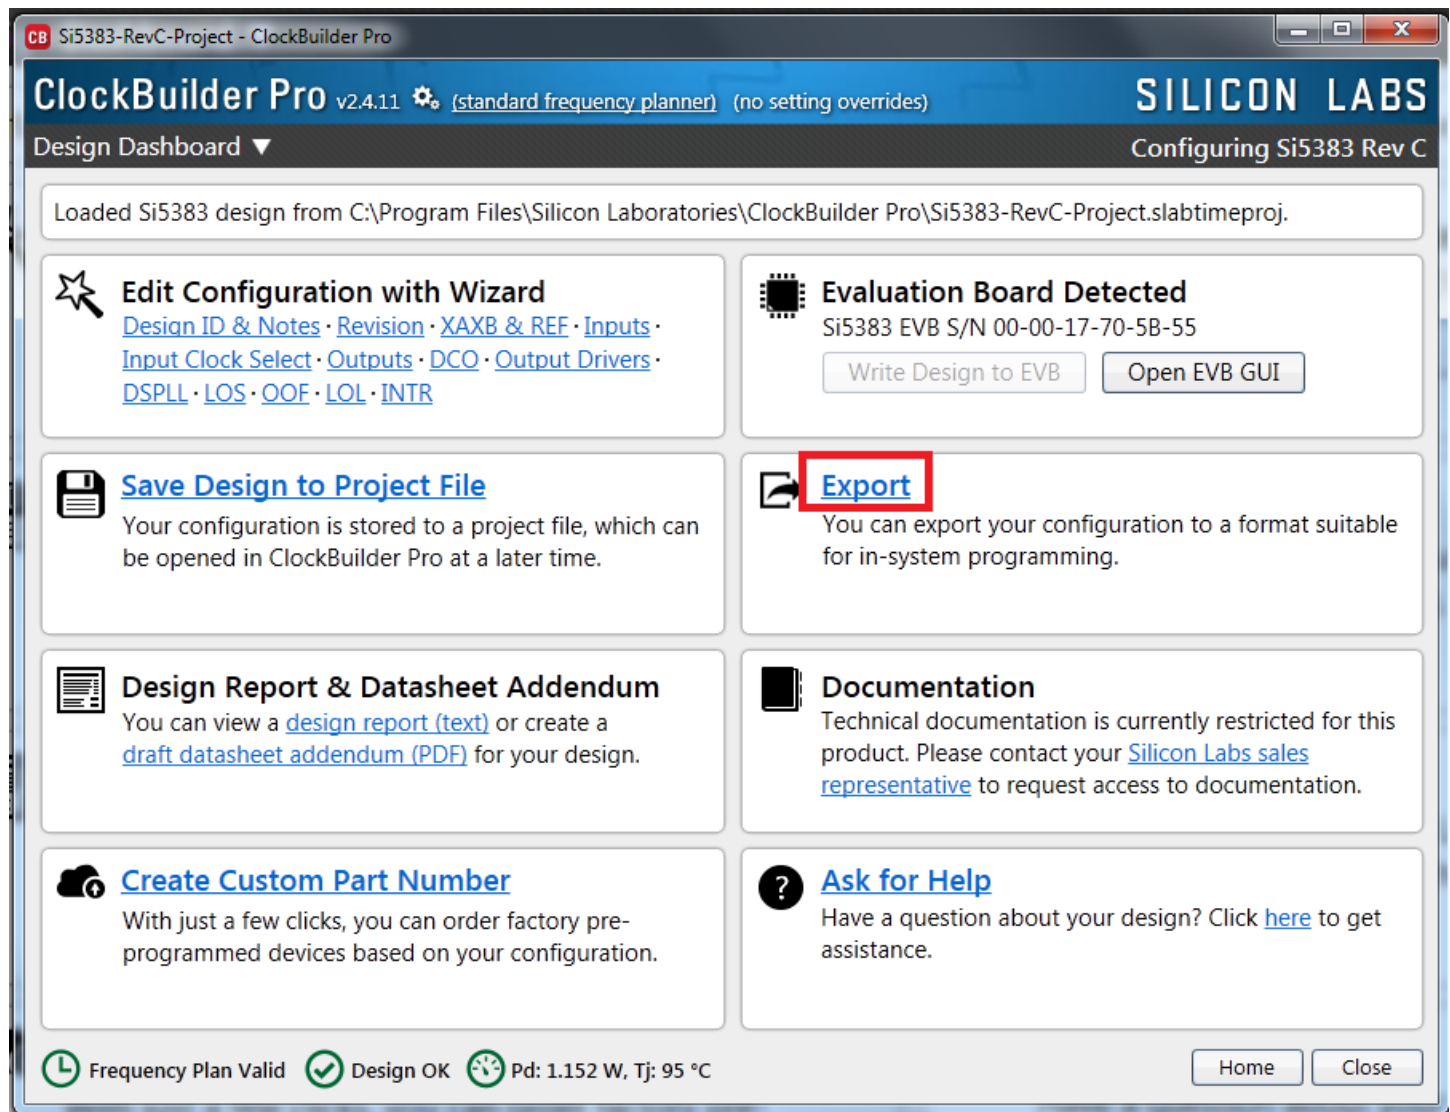 CB Si5383-RevC-Project - ClockBuilder Pro
ClockBuilder Pro v2.4.11 (standard frequency planner) (no setting overrides)
SILICON LABS
Design Dashboard ▼
Configuring Si5383 Rev C
Loaded Si5383 design from C:\Program Files\Silicon Laboratories\ClockBuilder Pro\Si5383-RevC-Project.slabtimeproj.
Edit Configuration with Wizard
Design ID & Notes · Revision · XAXB & REF · Inputs ·
Input Clock Select · Outputs · DCO · Output Drivers ·
DSPLL · LOS · OOF · LOL · INTR
Evaluation Board Detected
Si5383 EVB S/N 00-00-17-70-5B-55
Write Design to EVB
Open EVB GUI
Save Design to Project File
Your configuration is stored to a project file, which can
be opened in ClockBuilder Pro at a later time.
Export
You can export your configuration to a format suitable
for in-system programming.
Design Report & Datasheet Addendum
You can view a design report (text) or create a
draft datasheet addendum (PDF) for your design.
Documentation
Technical documentation is currently restricted for this
product. Please contact your Silicon Labs sales
representative to request access to documentation.
Create Custom Part Number
With just a few clicks, you can order factory pre-
programmed devices based on your configuration.
Ask for Help
Have a question about your design? Click here to get
assistance.
Frequency Plan Valid
Design OK
Pd: 1.152 W, Tj: 95 °C
Home
Close